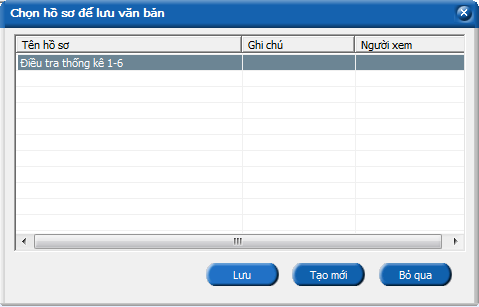 Chọn hồ sơ để lưu văn bản
Tên hồ sơ Ghi chú Người xem
Điều tra thống kê 1-6
Lưu Tạo mới Bỏ qua